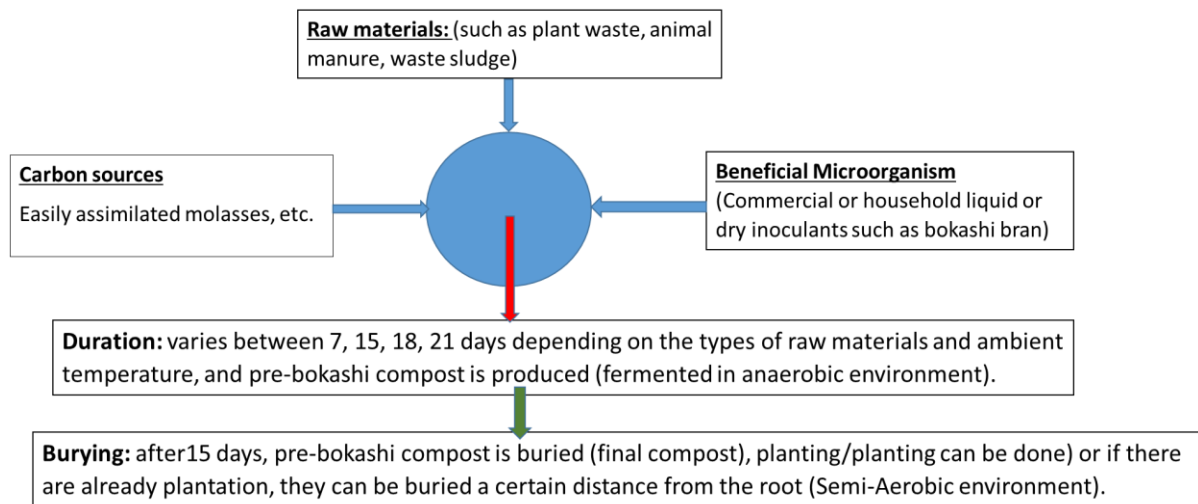 Raw materials: (such as plant waste, animal
manure, waste sludge)
Carbon sources
Easily assimilated molasses, etc.
Beneficial Microorganism
(Commercial or household liquid or
dry inoculants such as bokashi bran)
Duration: varies between 7, 15, 18, 21 days depending on the types of raw materials and ambient
temperature, and pre-bokashi compost is produced (fermented in anaerobic environment).
Burying: after15 days, pre-bokashi compost is buried (final compost), planting/planting can be done) or if there
are already plantation, they can be buried a certain distance from the root (Semi-Aerobic environment).